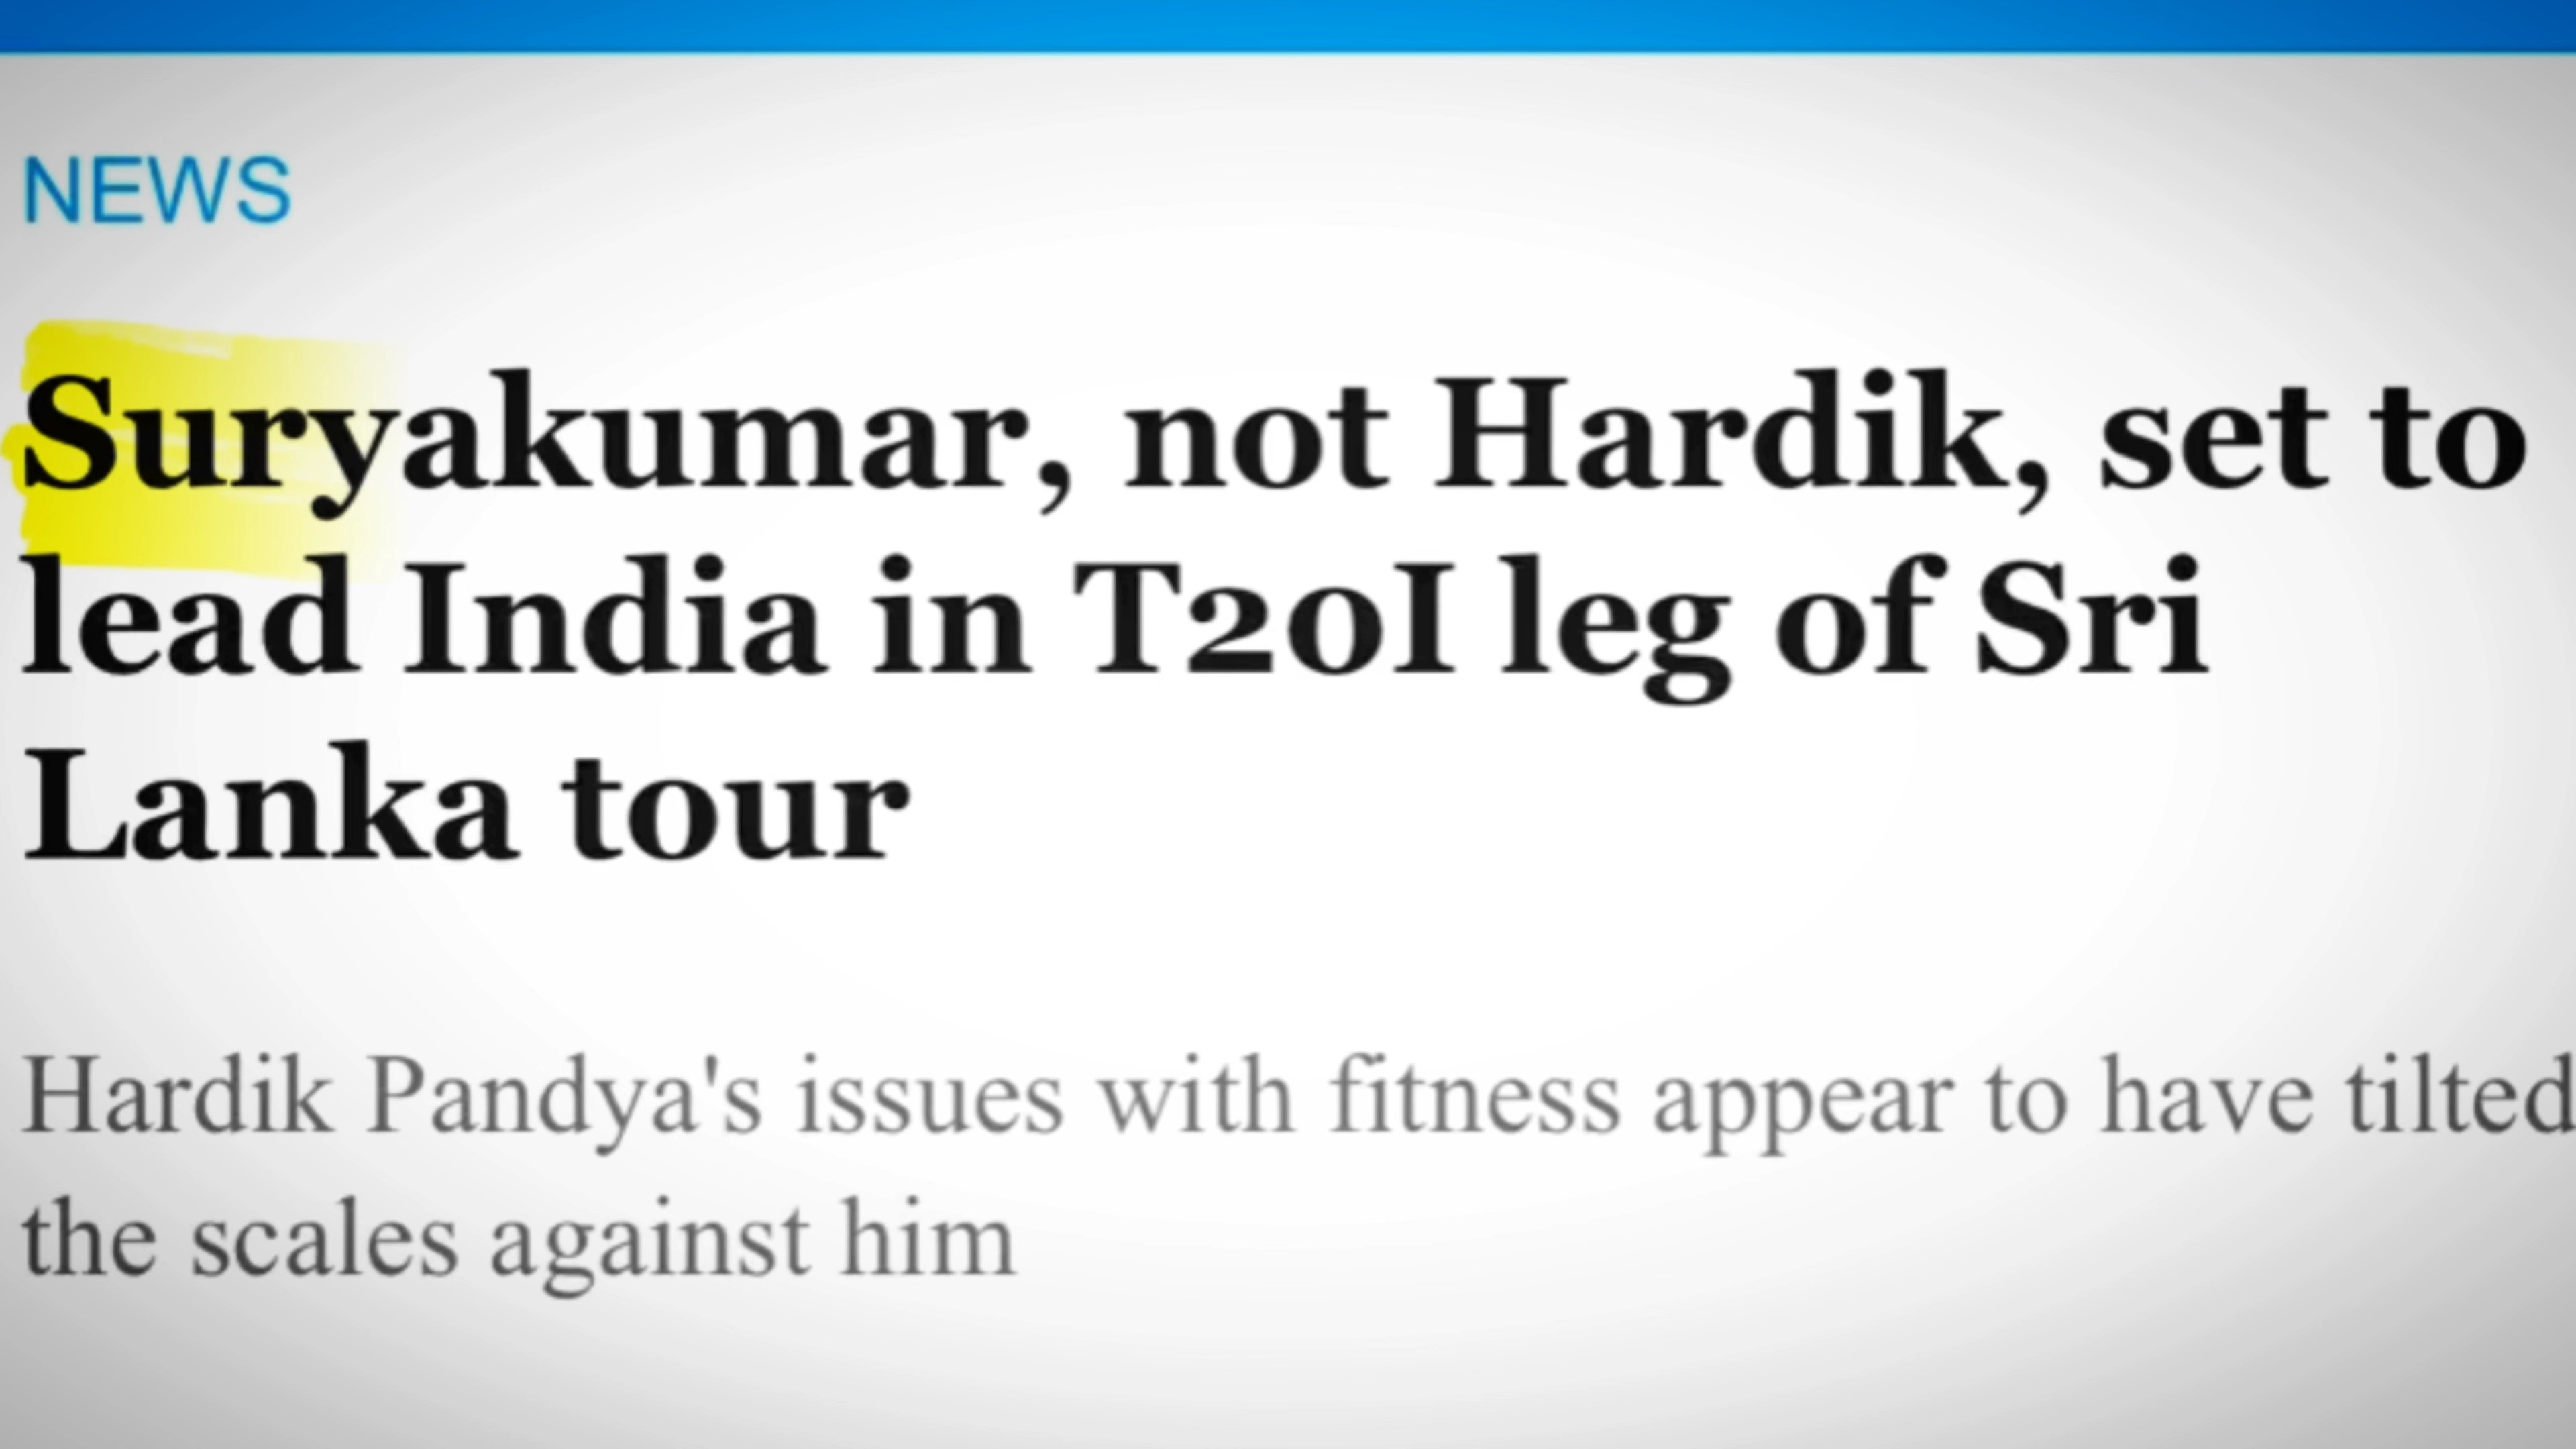 NEWS
Suryakumar, not Hardik, set to
lead India in T20I leg of Sri
Lanka tour
Hardik Pandya's issues with fitness appear to have tilted
the scales against him